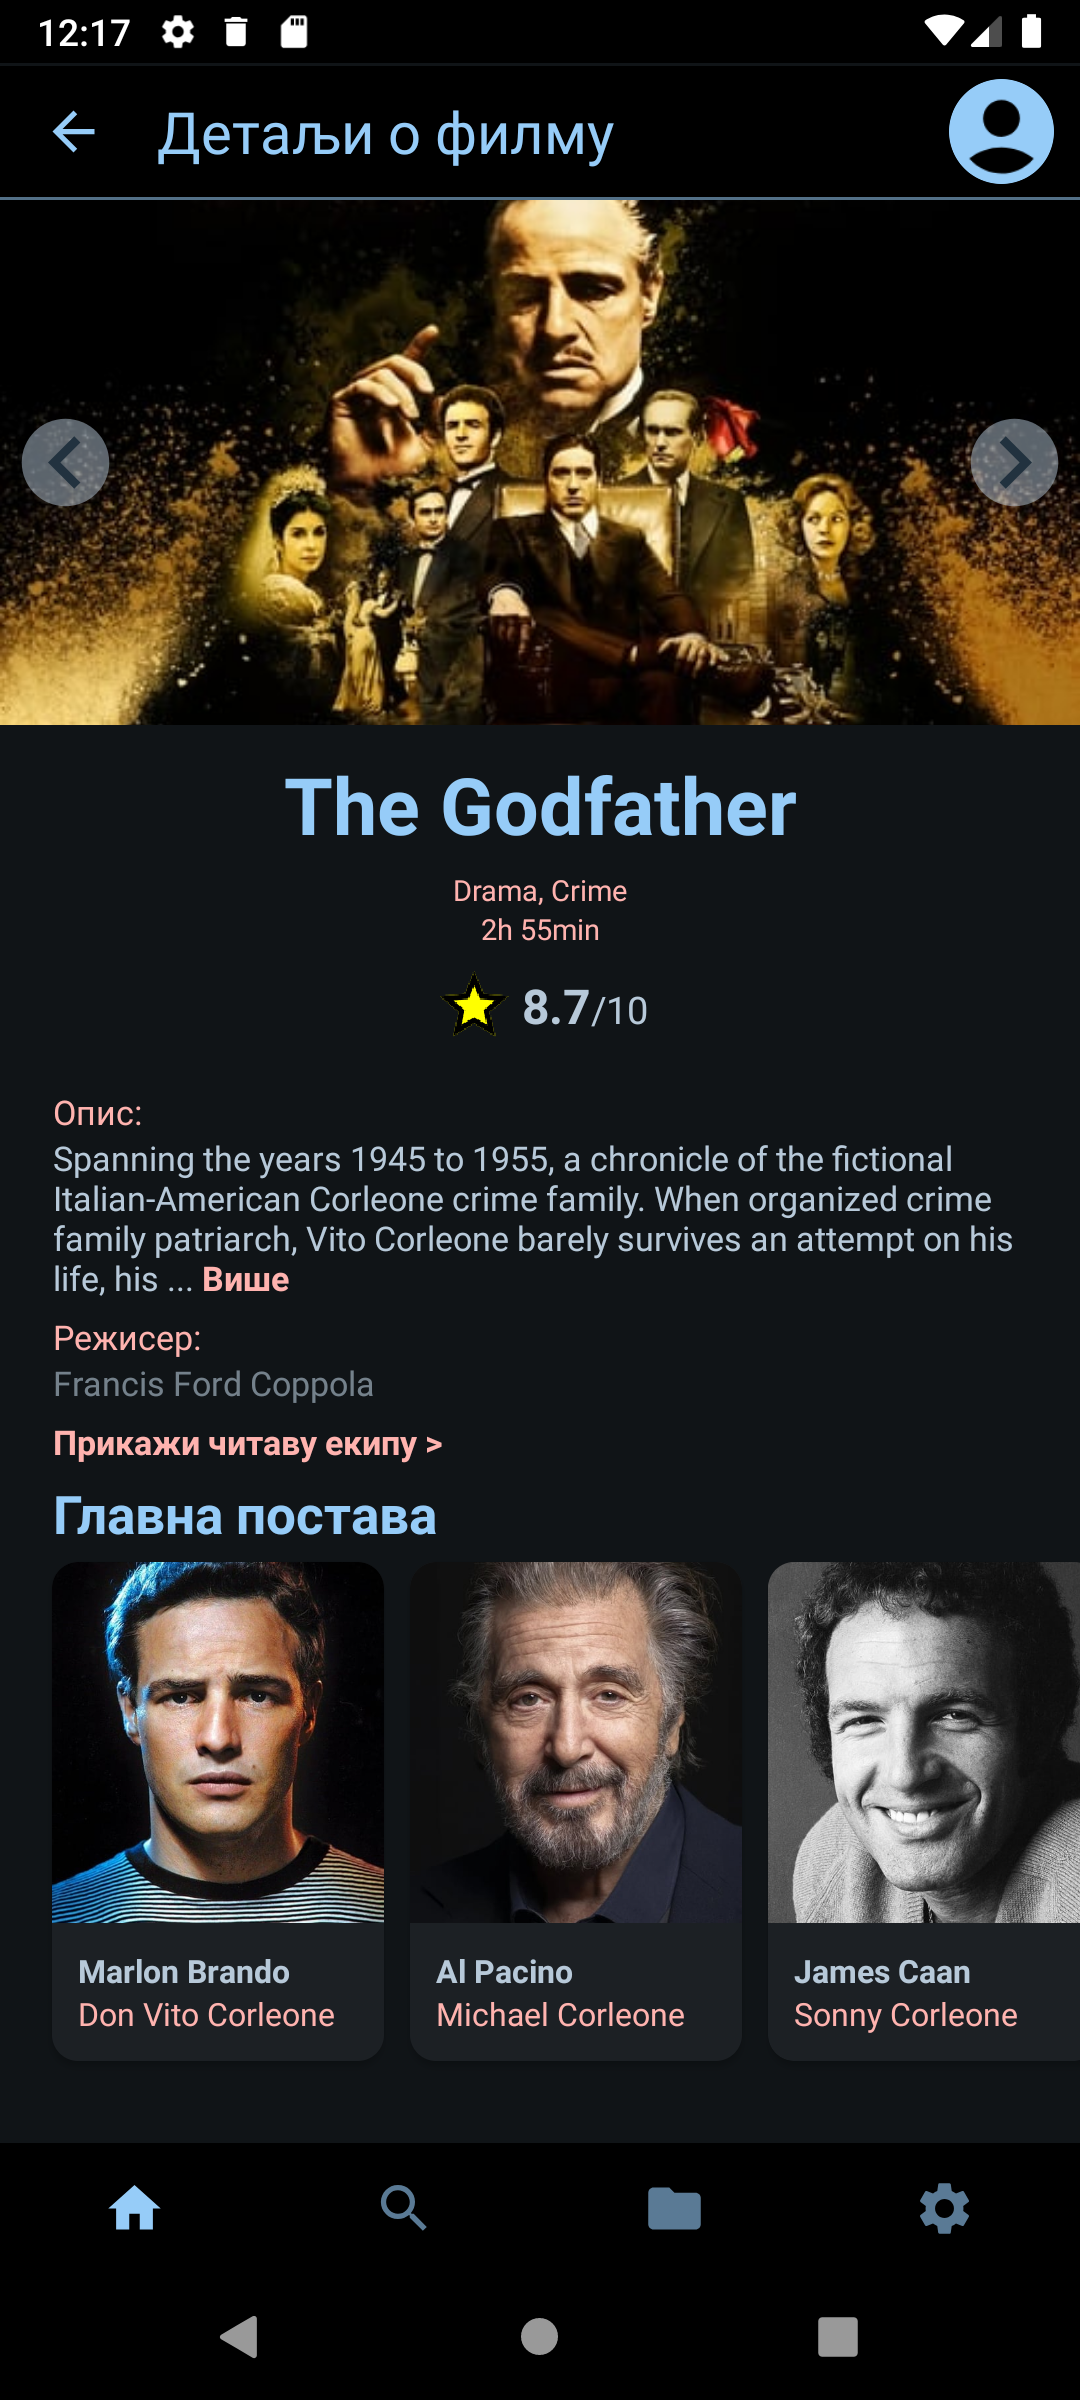 12:17
Детаљи о филму
The Godfather
Drama, Crime
2h 55min
8.7/10
Опис:
Spanning the years 1945 to 1955, a chronicle of the fictional
Italian-American Corleone crime family. When organized crime
family patriarch, Vito Corleone barely survives an attempt on his
life, his ... Више
Режисер:
Francis Ford Coppola
Прикажи читаву екипу >
Главна постава
Marlon Brando
Don Vito Corleone
Al Pacino
Michael Corleone
James Caan
Sonny Corleone